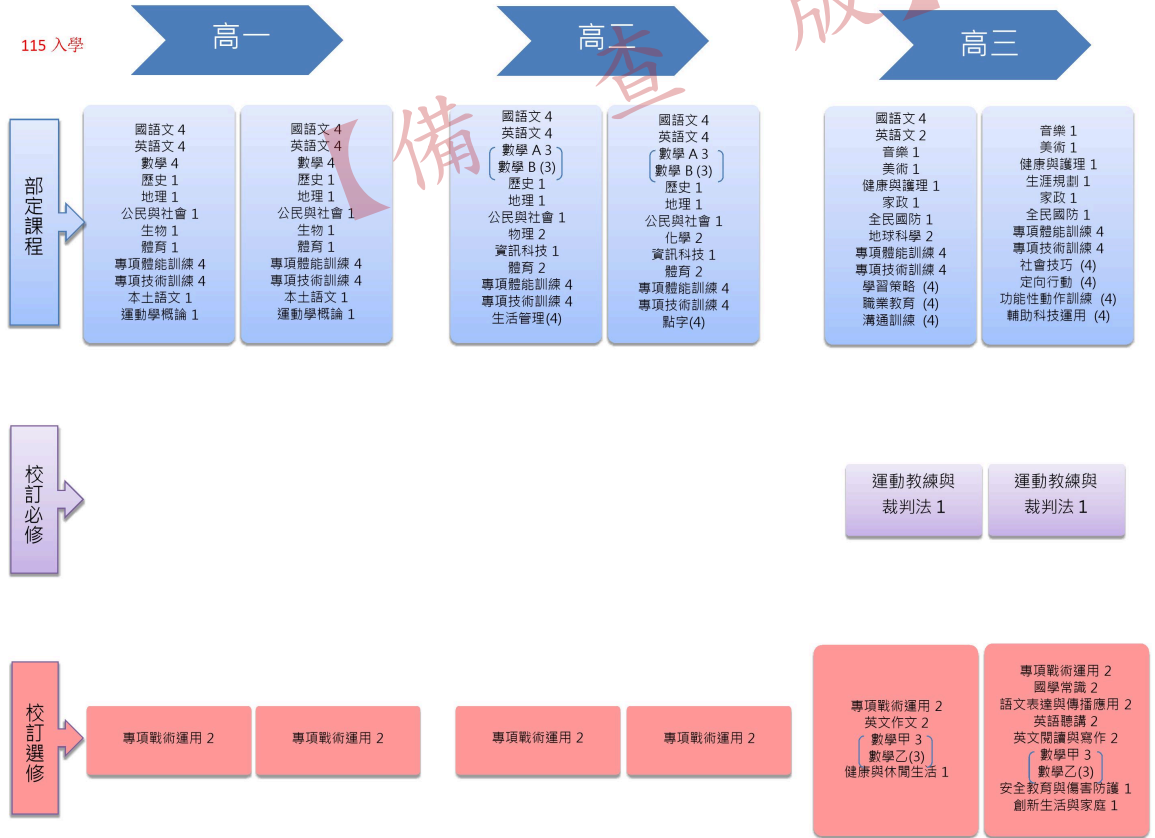 115 入學
高一
高二
高三
【備查版】
部定課程
國語文 4
英語文 4
數學 4
歷史 1
地理 1
公民與社會 1
生物 1
體育 1
專項體能訓練 4
專項技術訓練 4
本土語文 1
運動學概論 1
國語文 4
英語文 4
數學 4
歷史 1
地理 1
公民與社會 1
生物 1
體育 1
專項體能訓練 4
專項技術訓練 4
本土語文 1
運動學概論 1
國語文 4
英語文 4
數學 A 3
數學 B (3)
歷史 1
地理 1
公民與社會 1
物理 2
資訊科技 1
體育 2
專項體能訓練 4
專項技術訓練 4
生活管理(4)
國語文 4
英語文 4
數學 A 3
數學 B (3)
歷史 1
地理 1
公民與社會 1
化學 2
資訊科技 1
體育 2
專項體能訓練 4
專項技術訓練 4
點字(4)
國語文 4
英語文 2
音樂 1
美術 1
健康與護理 1
家政 1
全民國防 1
地球科學 2
專項體能訓練 4
專項技術訓練 4
學習策略 (4)
職業教育 (4)
溝通訓練 (4)
音樂 1
美術 1
健康與護理 1
生涯規劃 1
家政 1
全民國防 1
專項體能訓練 4
專項技術訓練 4
社會技巧 (4)
定向行動 (4)
功能性動作訓練 (4)
輔助科技運用 (4)
校訂必修
運動教練與
裁判法 1
運動教練與
裁判法 1
校訂選修
專項戰術運用 2
專項戰術運用 2
專項戰術運用 2
專項戰術運用 2
專項戰術運用 2
英文作文 2
數學甲 3
數學乙(3)
健康與休閒生活 1
專項戰術運用 2
國學常識 2
語文表達與傳播應用 2
英語聽講 2
英文閱讀與寫作 2
數學甲 3
數學乙(3)
安全教育與傷害防護 1
創新生活與家庭 1